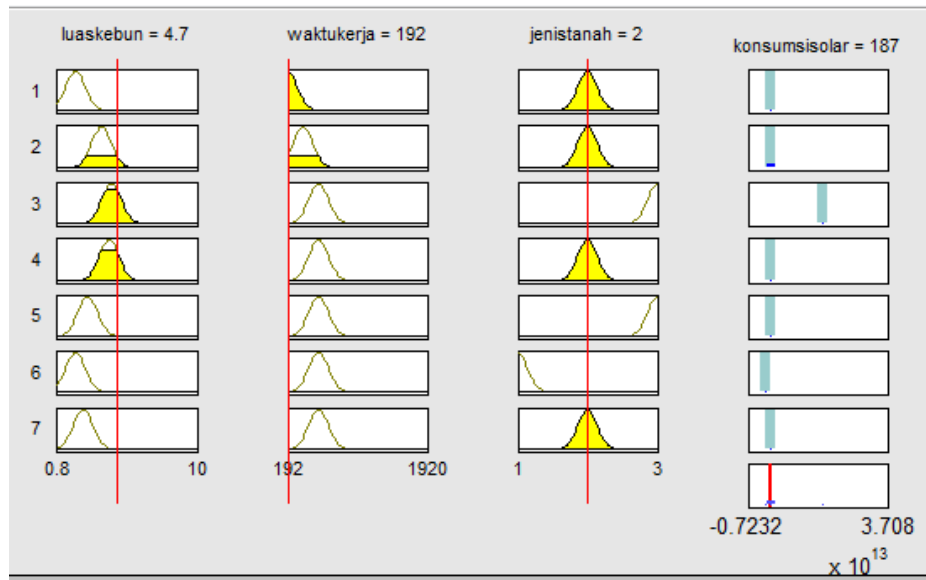 luaskebun = 4.7 waktukerja = 192 jenistanah = 2 konsumsisolar = 187
1
2
3
4
5
6
7
0.8 10 192 1920 1 3
-0.7232 3.708
x 10^13